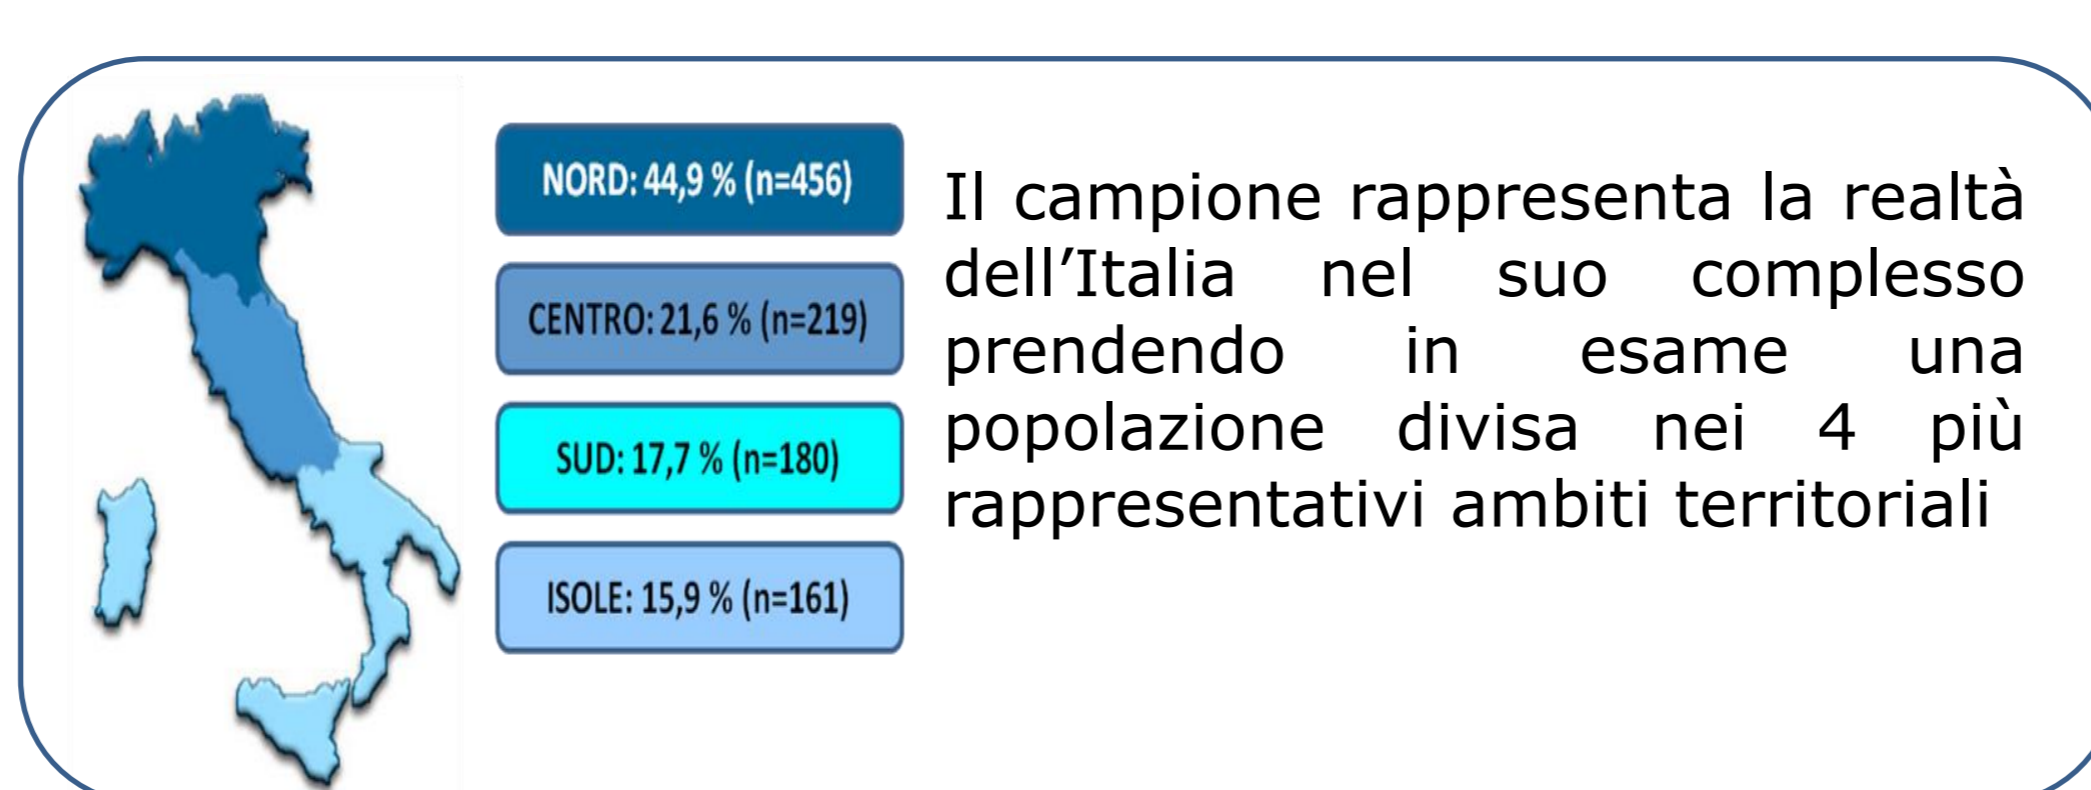 NORD: 44,9 % (n=456)
CENTRO: 21,6 % (n=219)
SUD: 17,7 % (n=180)
ISOLE: 15,9 % (n=161)
Il campione rappresenta la realtà
dell’Italia nel suo complesso
prendendo in esame una
popolazione divisa nei 4 più
rappresentativi ambiti territoriali